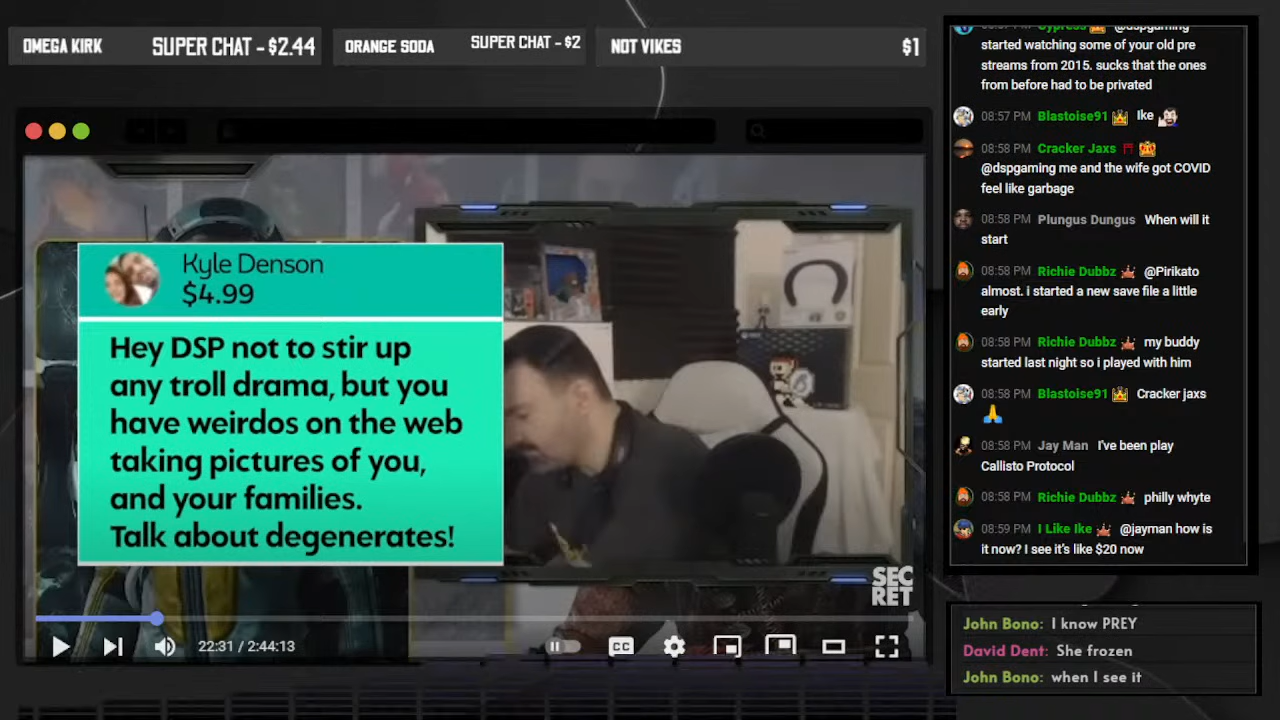 OMEGA KIRK
SUPER CHAT - $2.44
ORANGE SODA
SUPER CHAT - $2
NOT VIKES
$1
Kyle Denson
$4.99
Hey DSP not to stir up
any troll drama, but you
have weirdos on the web
taking pictures of you,
and your families.
Talk about degenerates!
SEC
RET
22:31 / 2:44:13
CC
@dspgaming
started watching some of your old pre
streams from 2015. sucks that the ones
from before had to be privated
08:57 PM Blastoise91 Ike
08:58 PM Cracker Jaxs
@dspgaming me and the wife got COVID
feel like garbage
08:58 PM Plungus Dungus When will it
start
08:58 PM Richie Dubbz @Pirikato
almost. i started a new save file a little
early
08:58 PM Richie Dubbz my buddy
started last night so i played with him
08:58 PM Blastoise91 Cracker jaxs
08:58 PM Jay Man I've been play
Callisto Protocol
08:58 PM Richie Dubbz philly whyte
08:59 PM I Like Ike @jayman how is
it now? I see it's like $20 now
John Bono: I know PREY
David Dent: She frozen
John Bono: when I see it